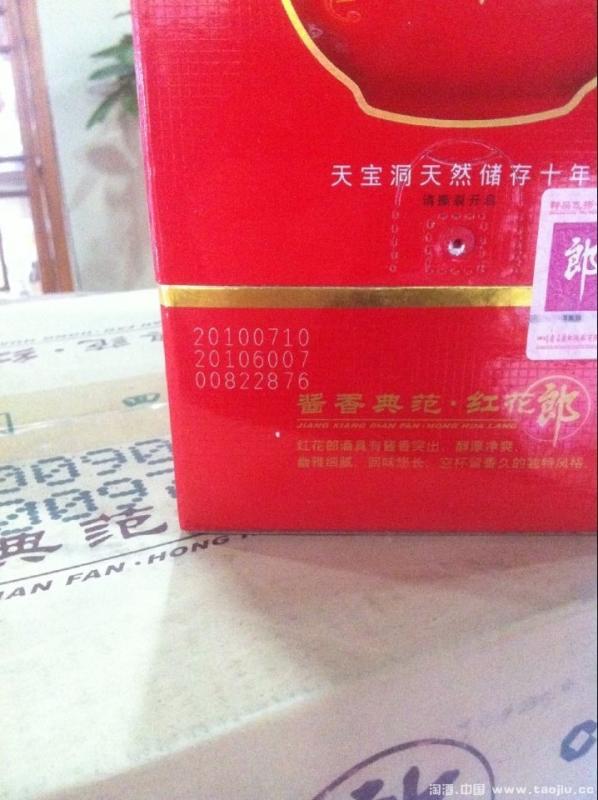 天宝洞天然储存十年
请撕裂开启
郎
20100710
20106007
00822876
酱香典范·红花郎
JIANG XIANG DIAN FAN·HONG HUA LANG
红花郎酒具有酱香突出、醇厚净爽、
幽雅细腻、回味悠长、空杯留香久的独特风格。
典范
DIAN FAN·HONG
郎
淘酒.中国 www.taojiu.cc